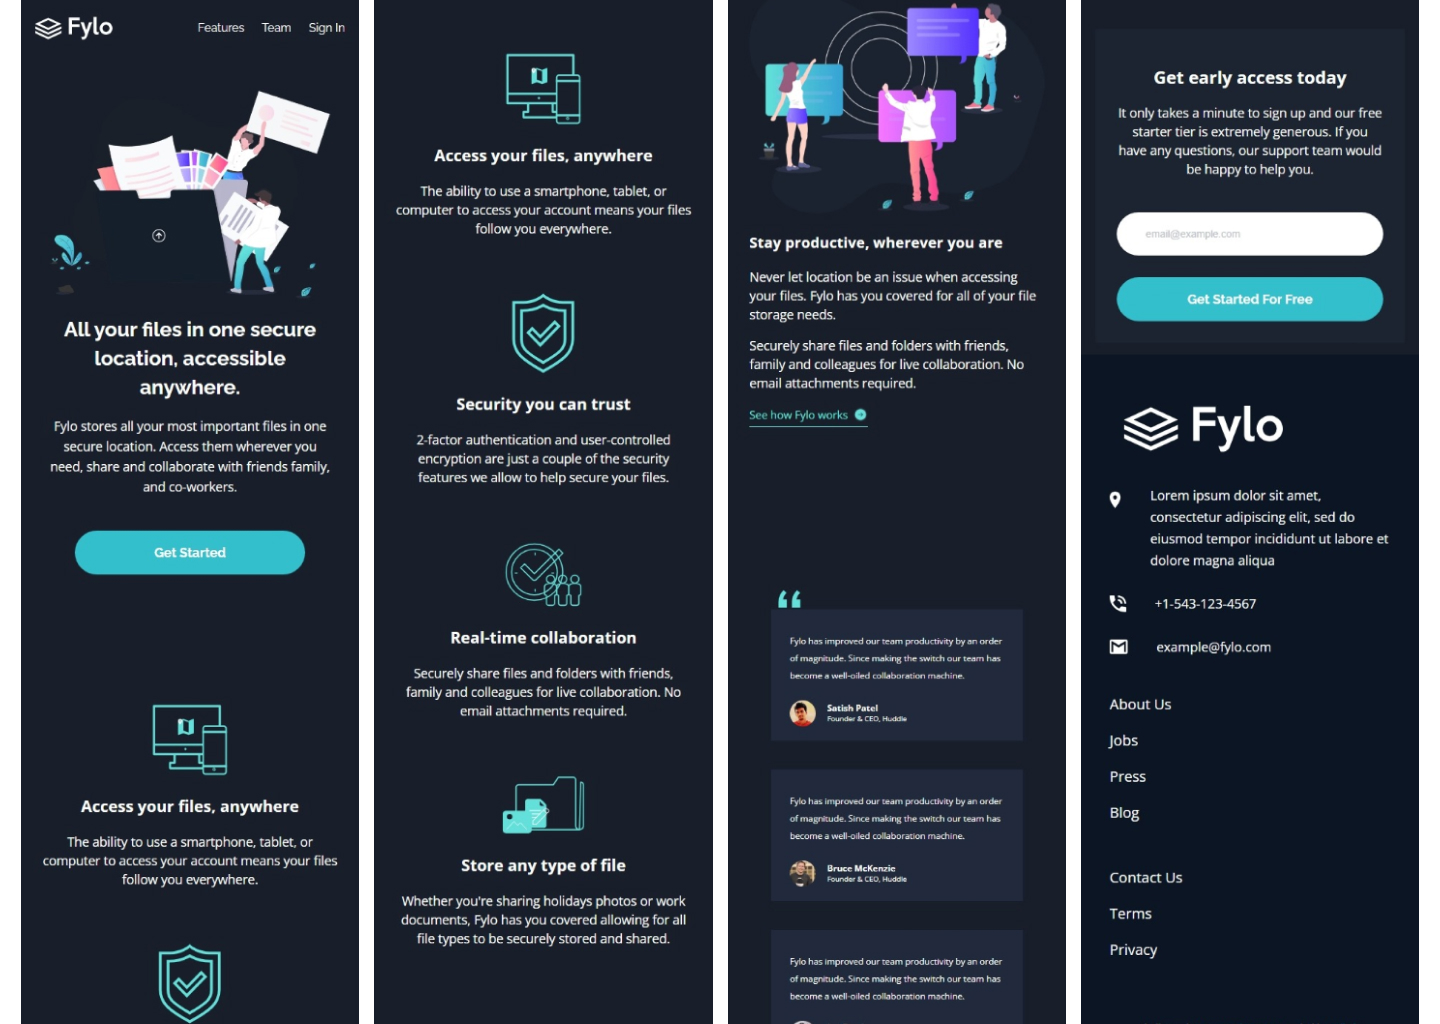 Fylo
Features Team Sign In
All your files in one secure
location, accessible
anywhere.
Fylo stores all your most important files in one
secure location. Access them wherever you
need, share and collaborate with friends family,
and co-workers.
Get Started
Access your files, anywhere
The ability to use a smartphone, tablet, or
computer to access your account means your files
follow you everywhere.
Access your files, anywhere
The ability to use a smartphone, tablet, or
computer to access your account means your files
follow you everywhere.
Security you can trust
2-factor authentication and user-controlled
encryption are just a couple of the security
features we allow to help secure your files.
Real-time collaboration
Securely share files and folders with friends,
family and colleagues for live collaboration. No
email attachments required.
Store any type of file
Whether you're sharing holidays photos or work
documents, Fylo has you covered allowing for all
file types to be securely stored and shared.
Stay productive, wherever you are
Never let location be an issue when accessing
your files. Fylo has you covered for all of your file
storage needs.
Securely share files and folders with friends,
family and colleagues for live collaboration. No
email attachments required.
See how Fylo works
Fylo has improved our team productivity by an order
of magnitude. Since making the switch our team has
become a well-oiled collaboration machine.
Satish Patel
Founder & CEO, Huddle
Fylo has improved our team productivity by an order
of magnitude. Since making the switch our team has
become a well-oiled collaboration machine.
Bruce McKenzie
Founder & CEO, Huddle
Fylo has improved our team productivity by an order
of magnitude. Since making the switch our team has
become a well-oiled collaboration machine.
Get early access today
It only takes a minute to sign up and our free
starter tier is extremely generous. If you
have any questions, our support team would
be happy to help you.
email@example.com
Get Started For Free
Fylo
Lorem ipsum dolor sit amet,
consectetur adipiscing elit, sed do
eiusmod tempor incididunt ut labore et
dolore magna aliqua
+1-543-123-4567
example@fylo.com
About Us
Jobs
Press
Blog
Contact Us
Terms
Privacy